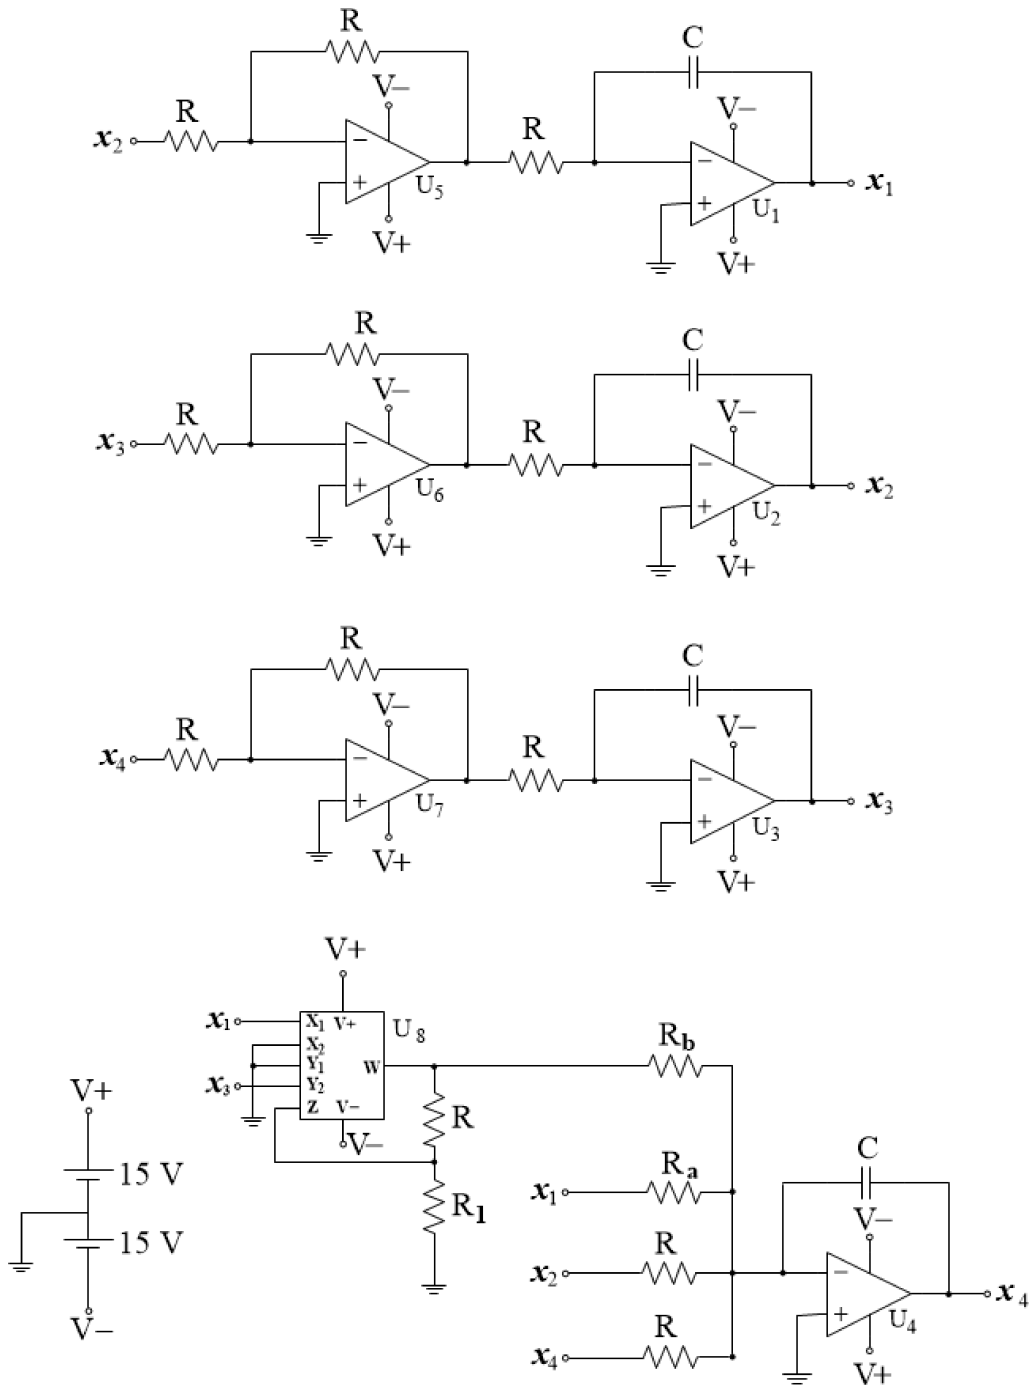 R
C
V−
V−
x2
R
R
−
−
x1
+
U5
+
U1
V+
V+
R
C
V−
V−
x3
R
R
−
−
x2
+
U6
+
U2
V+
V+
R
C
V−
V−
x4
R
R
−
−
x3
+
U7
+
U3
V+
V+
V+
x1
X1 V+
U8
X2
Y1
W
Rb
x3
Y2
Z V−
V+
V−
R
15 V
x1
Ra
C
R1
15 V
V−
x2
R
−
x4
+
U4
V−
x4
R
V+